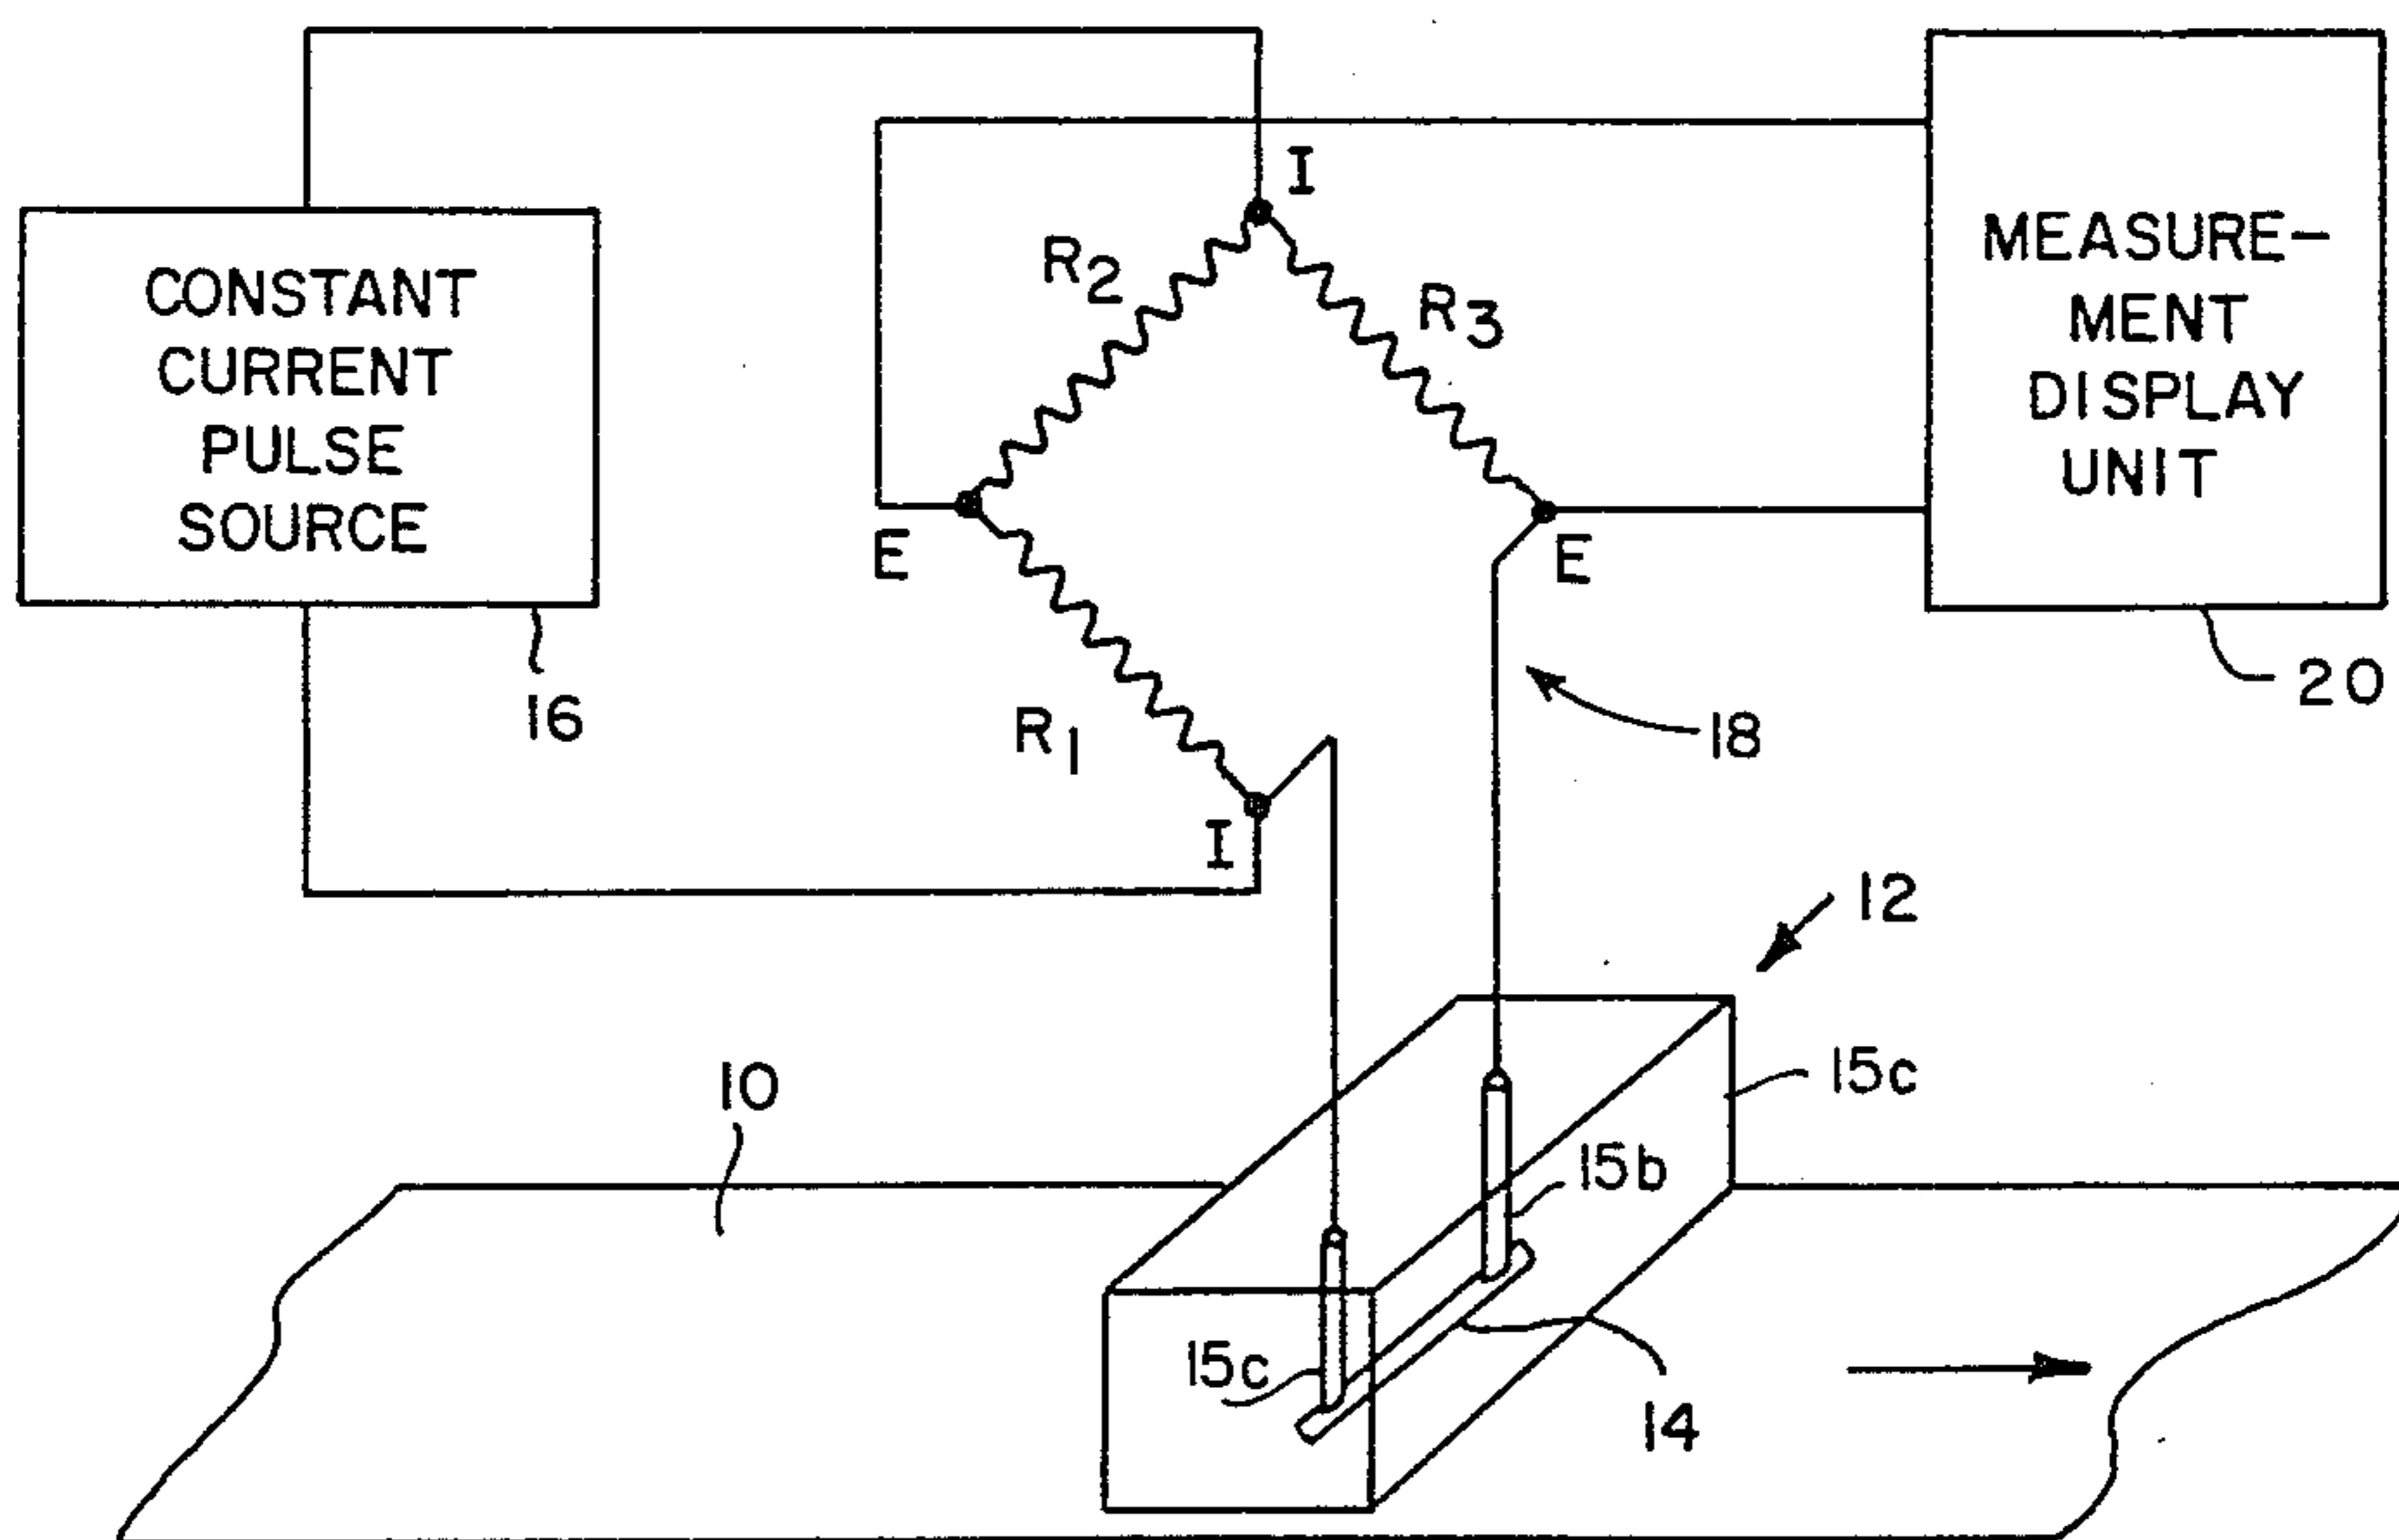 I
CONSTANT
CURRENT
PULSE
SOURCE
R2
R3
MEASURE-
MENT
DISPLAY
UNIT
E
E
16
R1
18
20
I
12
10
15c
15b
15c
14